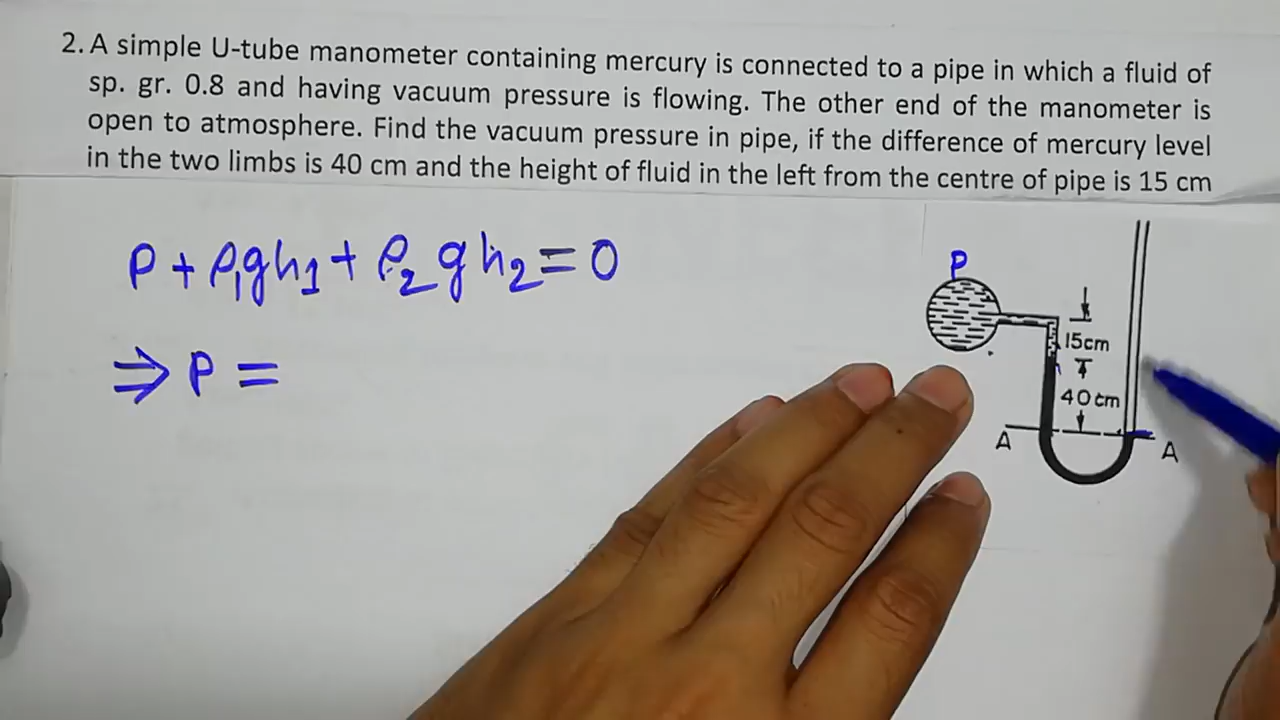 2. A simple U-tube manometer containing mercury is connected to a pipe in which a fluid of
sp. gr. 0.8 and having vacuum pressure is flowing. The other end of the manometer is
open to atmosphere. Find the vacuum pressure in pipe, if the difference of mercury level
in the two limbs is 40 cm and the height of fluid in the left from the centre of pipe is 15 cm
P + ρ₁gh₁ + ρ₂gh₂ = 0
⇒ P =
P
15cm
40cm
A
A